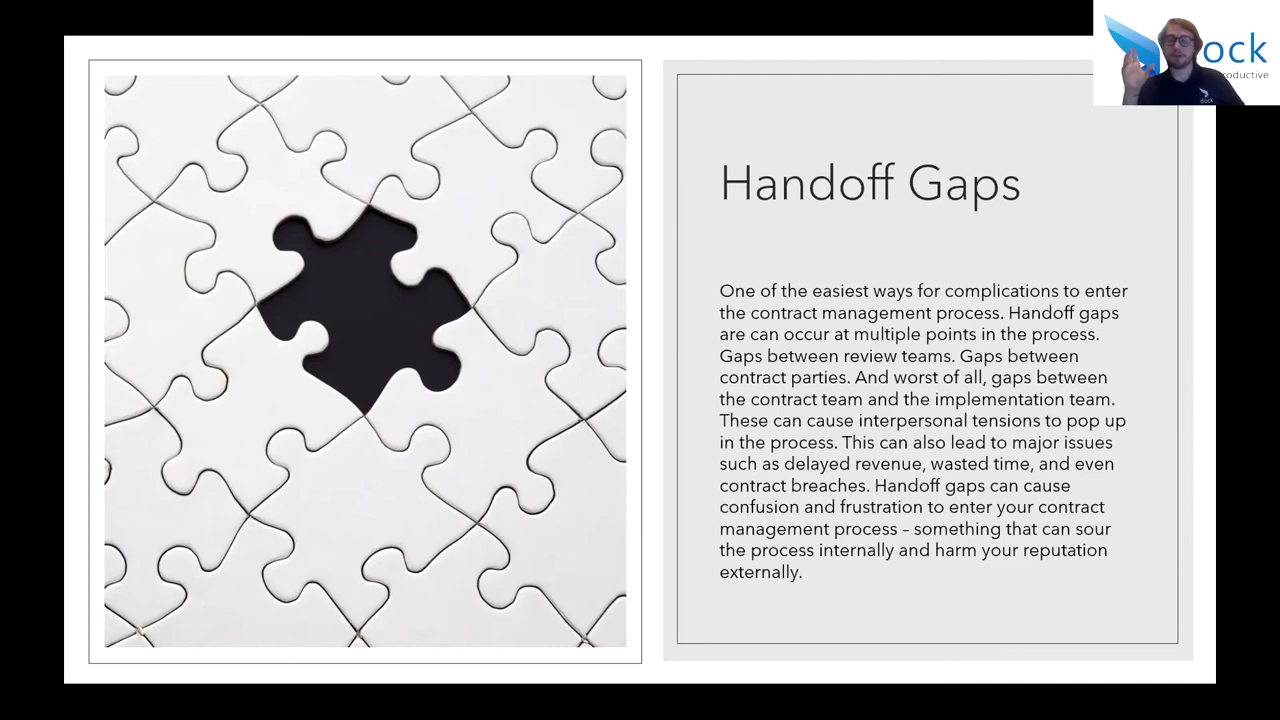 ock
roductive
dock
Handoff Gaps
One of the easiest ways for complications to enter
the contract management process. Handoff gaps
are can occur at multiple points in the process.
Gaps between review teams. Gaps between
contract parties. And worst of all, gaps between
the contract team and the implementation team.
These can cause interpersonal tensions to pop up
in the process. This can also lead to major issues
such as delayed revenue, wasted time, and even
contract breaches. Handoff gaps can cause
confusion and frustration to enter your contract
management process – something that can sour
the process internally and harm your reputation
externally.